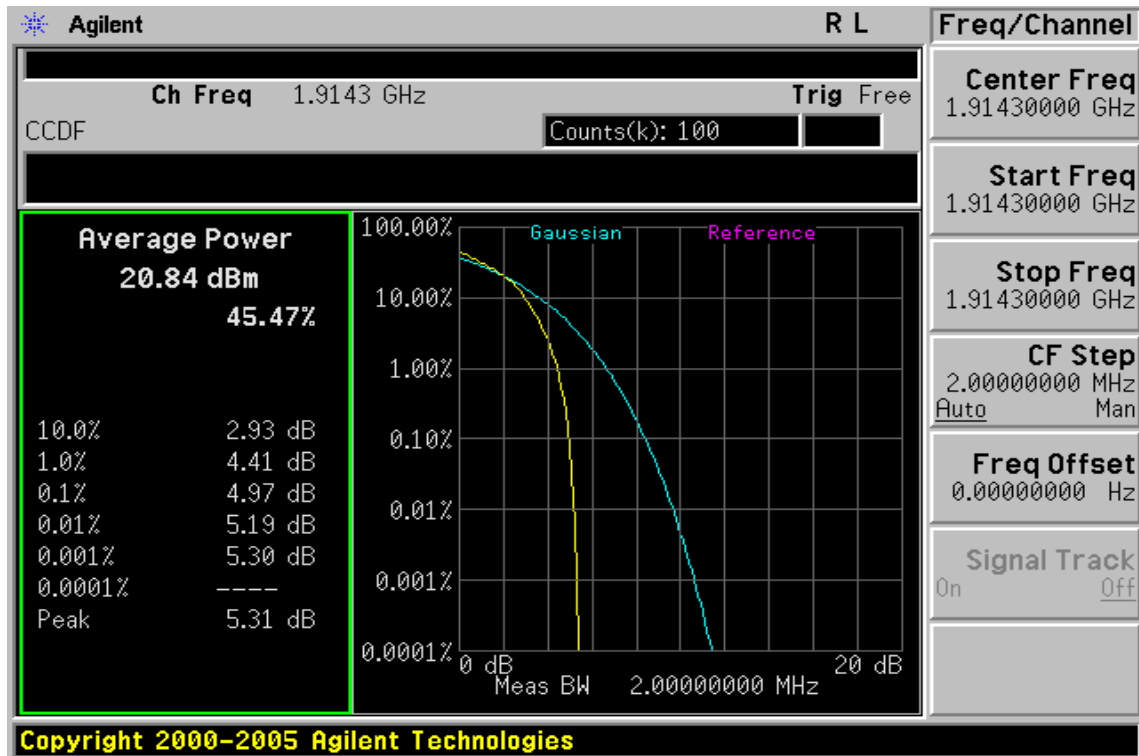 Agilent R L
Freq/Channel
Ch Freq 1.9143 GHz Trig Free
CCDF Counts(k): 100
Average Power
20.84 dBm
45.47%
10.0% 2.93 dB
1.0% 4.41 dB
0.1% 4.97 dB
0.01% 5.19 dB
0.001% 5.30 dB
0.0001% ----
Peak 5.31 dB
Gaussian Reference
100.00%
10.00%
1.00%
0.10%
0.01%
0.001%
0.0001%
0 dB 20 dB
Meas BW 2.00000000 MHz
Center Freq
1.91430000 GHz
Start Freq
1.91430000 GHz
Stop Freq
1.91430000 GHz
CF Step
2.00000000 MHz
Auto Man
Freq Offset
0.00000000 Hz
Signal Track
On Off
Copyright 2000-2005 Agilent Technologies